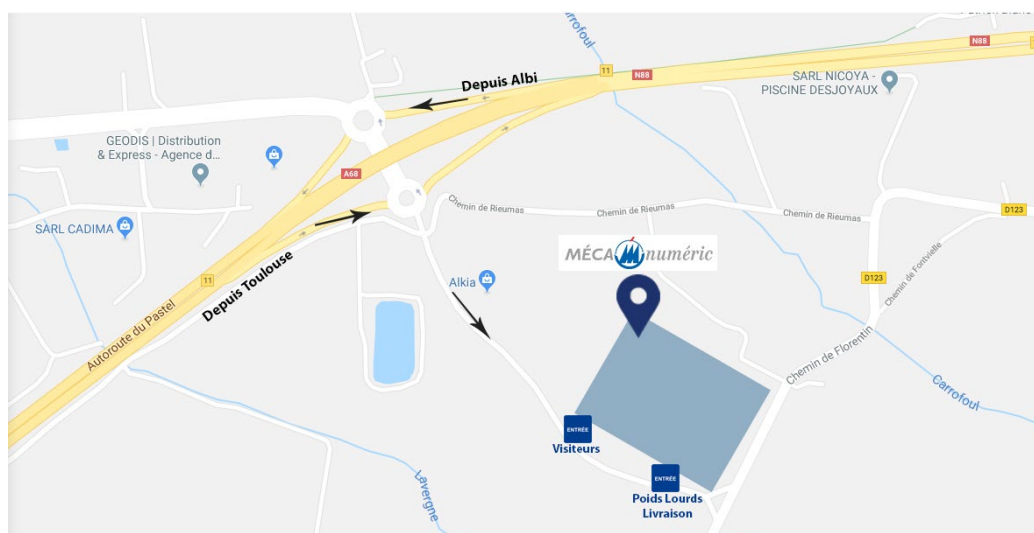 Carrofoul
N88
11
N88
Depuis Albi
SARL NICOYA -
PISCINE DESJOYAUX
GEODIS | Distribution
& Express - Agence d...
A68
Chemin de Rieumas
Chemin de Rieumas
Chemin de Rieumas
D123
SARL CADIMA
MÉCA numéric
11
Depuis Toulouse
Alkia
D123
Chemin de Fontvielle
Autoroute du Pastel
Chemin de Florentin
Carrofoul
ENTRÉE
Visiteurs
ENTRÉE
Poids Lourds
Livraison
Lavergne